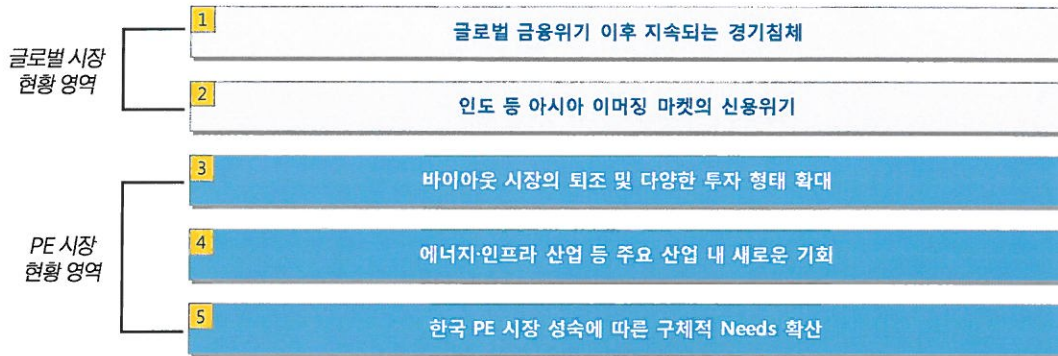 글로벌 시장
현황 영역
1
글로벌 금융위기 이후 지속되는 경기침체
2
인도 등 아시아 이머징 마켓의 신용위기
PE 시장
현황 영역
3
바이아웃 시장의 퇴조 및 다양한 투자 형태 확대
4
에너지·인프라 산업 등 주요 산업 내 새로운 기회
5
한국 PE 시장 성숙에 따른 구체적 Needs 확산